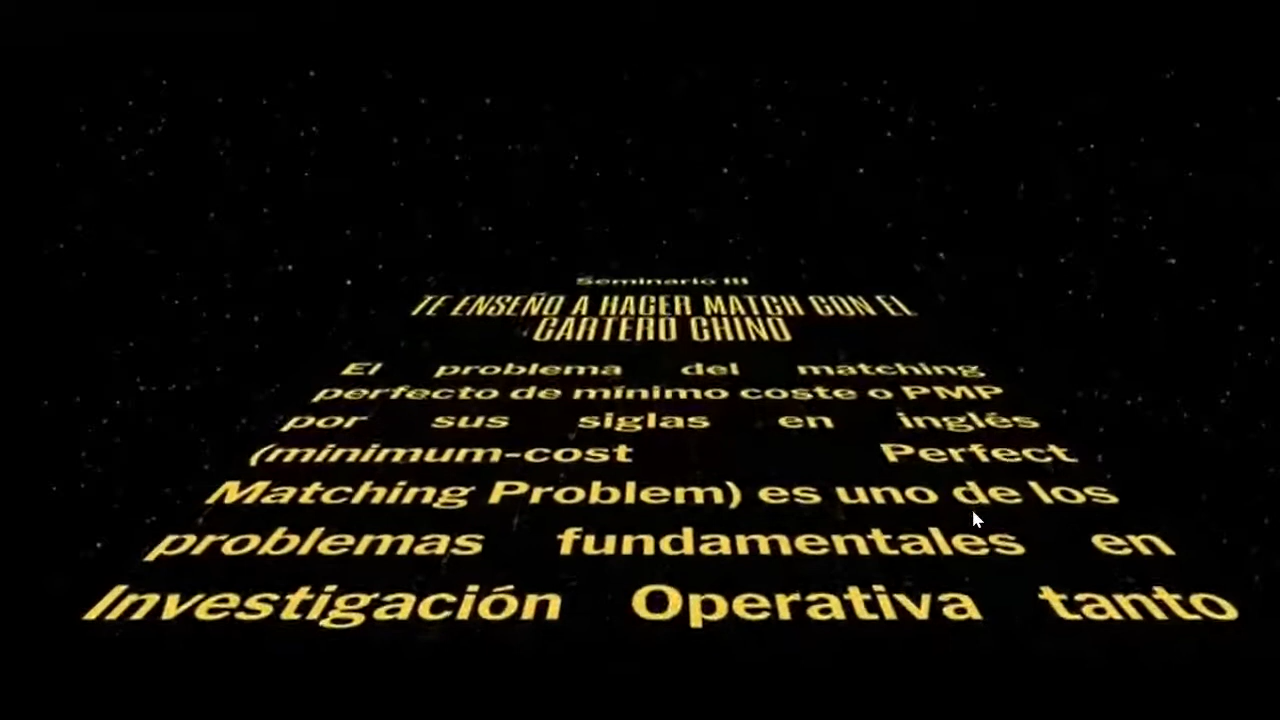 Seminario III
TE ENSEÑO A HACER MATCH CON EL
CARTERO CHINO
El problema del matching
perfecto de mínimo coste o PMP
por sus siglas en inglés
(minimum-cost Perfect
Matching Problem) es uno de los
problemas fundamentales en
Investigación Operativa tanto